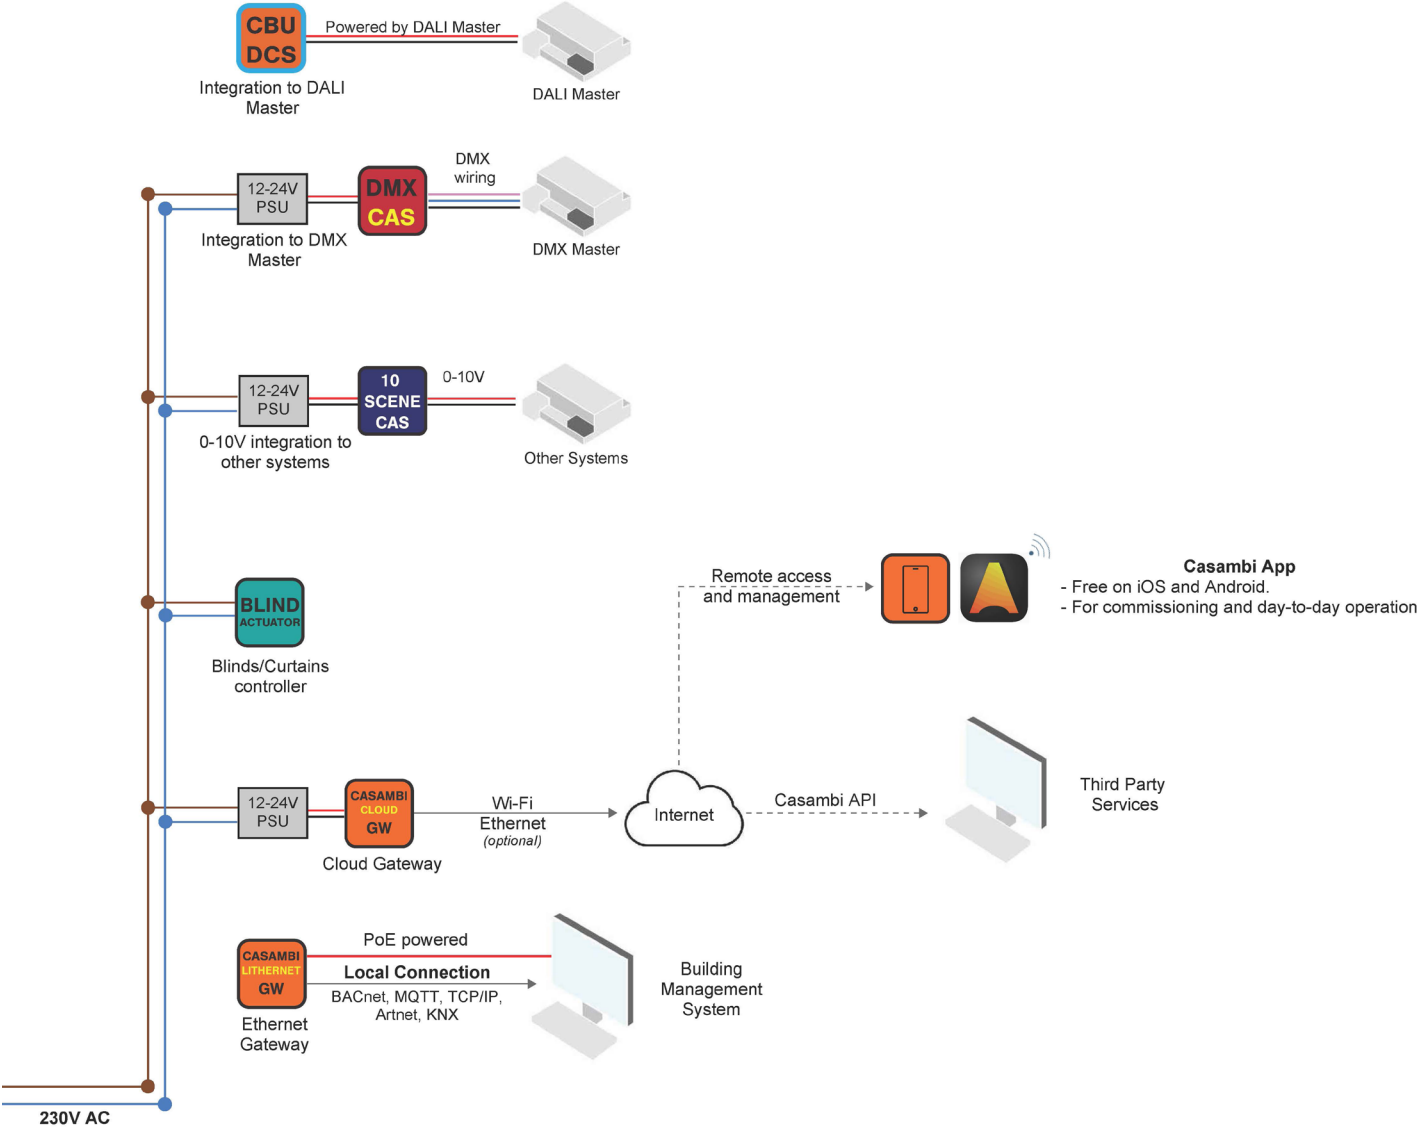 CBU
DCS
Powered by DALI Master
Integration to DALI
Master
DALI Master
12-24V
PSU
DMX
CAS
DMX
wiring
Integration to DMX
Master
DMX Master
12-24V
PSU
10
SCENE
CAS
0-10V
0-10V integration to
other systems
Other Systems
BLIND
ACTUATOR
Blinds/Curtains
controller
Remote access
and management
Casambi App
- Free on iOS and Android.
- For commissioning and day-to-day operation
12-24V
PSU
CASAMBI
CLOUD
GW
Cloud Gateway
Wi-Fi
Ethernet
(optional)
Internet
Casambi API
Third Party
Services
CASAMBI
LITHERNET
GW
Ethernet
Gateway
PoE powered
Local Connection
BACnet, MQTT, TCP/IP,
Artnet, KNX
Building
Management
System
230V AC